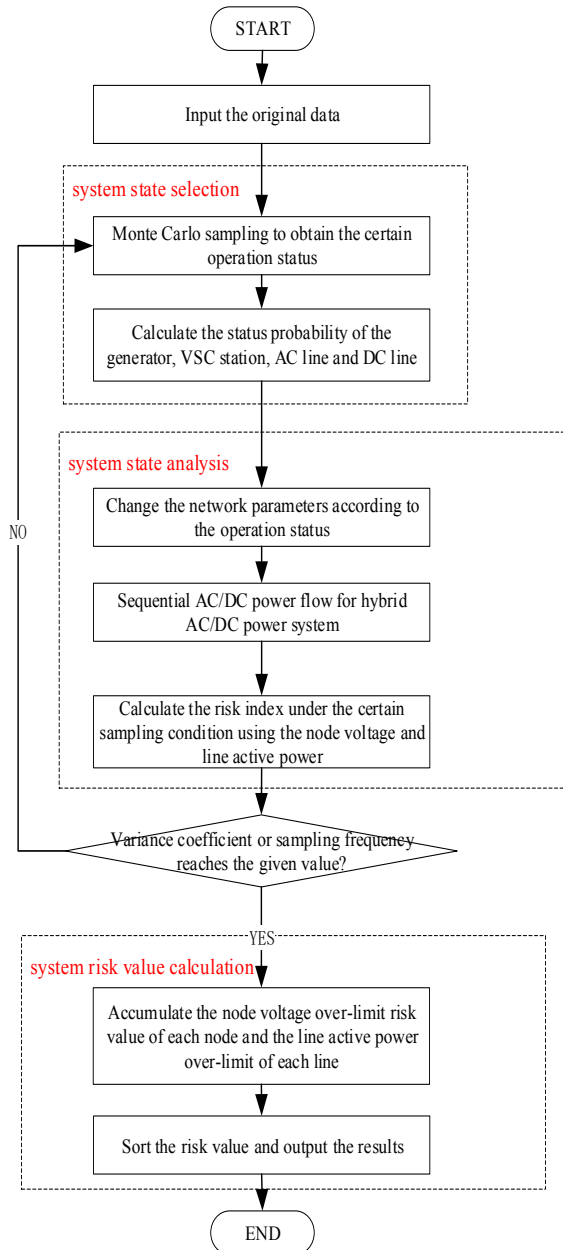 START
Input the original data
system state selection
Monte Carlo sampling to obtain the certain
operation status
Calculate the status probability of the
generator, VSC station, AC line and DC line
system state analysis
Change the network parameters according to
the operation status
NO
Sequential AC/DC power flow for hybrid
AC/DC power system
Calculate the risk index under the certain
sampling condition using the node voltage and
line active power
Variance coefficient or sampling frequency
reaches the given value?
YES
system risk value calculation
Accumulate the node voltage over-limit risk
value of each node and the line active power
over-limit of each line
Sort the risk value and output the results
END